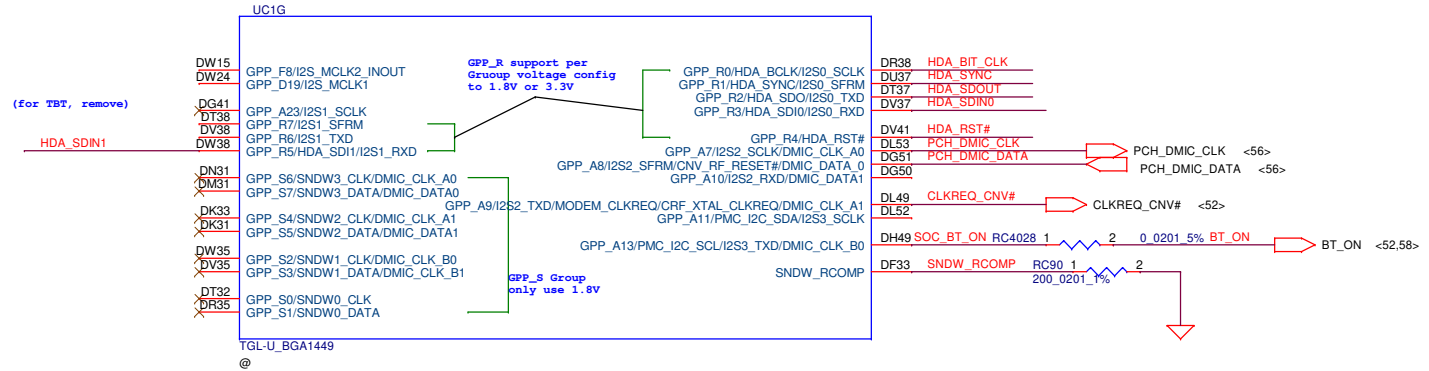 UC1G
DW15 GPP_F8/I2S_MCLK2_INOUT
DW24 GPP_D19/I2S_MCLK1
GPP_R support per
Gruoup voltage config
to 1.8V or 3.3V
GPP_R0/HDA_BCLK/I2S0_SCLK DR38 HDA_BIT_CLK
GPP_R1/HDA_SYNC/I2S0_SFRM DU37 HDA_SYNC
GPP_R2/HDA_SDO/I2S0_TXD DT37 HDA_SDOUT
GPP_R3/HDA_SDI0/I2S0_RXD DV37 HDA_SDIN0
(for TBT, remove)
DG41 GPP_A23/I2S1_SCLK
DT38 GPP_R7/I2S1_SFRM
DV38 GPP_R6/I2S1_TXD
HDA_SDIN1 DW38 GPP_R5/HDA_SDI1/I2S1_RXD
GPP_R4/HDA_RST# DV41 HDA_RST#
GPP_A7/I2S2_SCLK/DMIC_CLK_A0 DL53 PCH_DMIC_CLK PCH_DMIC_CLK <56>
GPP_A8/I2S2_SFRM/CNV_RF_RESET#/DMIC_DATA_0 DG51 PCH_DMIC_DATA PCH_DMIC_DATA <56>
GPP_A10/I2S2_RXD/DMIC_DATA1 DG50
DN31 GPP_S6/SNDW3_CLK/DMIC_CLK_A0
DM31 GPP_S7/SNDW3_DATA/DMIC_DATA0
GPP_A9/I2S2_TXD/MODEM_CLKREQ/CRF_XTAL_CLKREQ/DMIC_CLK_A1 DL49 CLKREQ_CNV# CLKREQ_CNV# <52>
GPP_A11/PMC_I2C_SDA/I2S3_SCLK DL52
DK33 GPP_S4/SNDW2_CLK/DMIC_CLK_A1
DK31 GPP_S5/SNDW2_DATA/DMIC_DATA1
GPP_A13/PMC_I2C_SCL/I2S3_TXD/DMIC_CLK_B0 DH49 SOC_BT_ON RC4028 1 2 0_0201_5% BT_ON BT_ON <52,58>
DW35 GPP_S2/SNDW1_CLK/DMIC_CLK_B0
DV35 GPP_S3/SNDW1_DATA/DMIC_CLK_B1
SNDW_RCOMP DF33 SNDW_RCOMP RC90 1 2
200_0201_1%
GPP_S Group
only use 1.8V
DT32 GPP_S0/SNDW0_CLK
DR35 GPP_S1/SNDW0_DATA
TGL-U_BGA1449
@